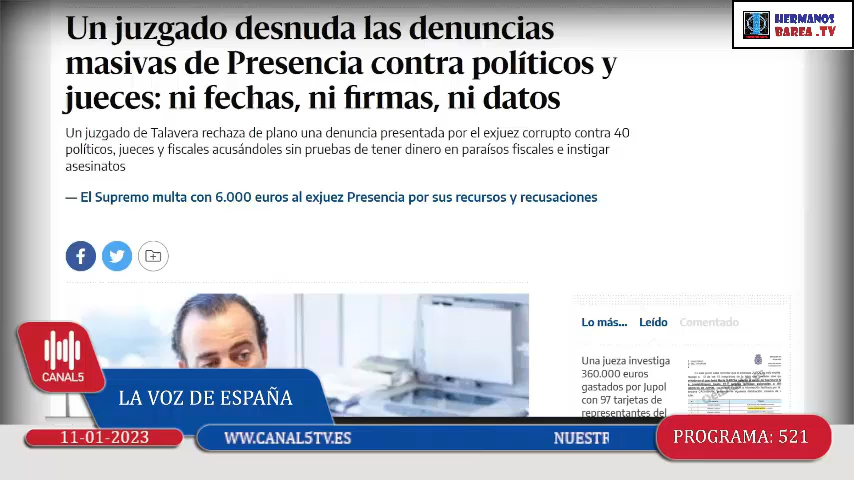 HERMANOS
BAREA .TV
Un juzgado desnuda las denuncias
masivas de Presencia contra políticos y
jueces: ni fechas, ni firmas, ni datos
Un juzgado de Talavera rechaza de plano una denuncia presentada por el exjuez corrupto contra 40
políticos, jueces y fiscales acusándoles sin pruebas de tener dinero en paraísos fiscales e instigar
asesinatos
— El Supremo multa con 6.000 euros al exjuez Presencia por sus recursos y recusaciones
Lo más... Leído Comentado
Una jueza investiga
360.000 euros
gastados por Jupol
con 97 tarjetas de
representantes del
CANAL5
LA VOZ DE ESPAÑA
11-01-2023
WW.CANAL5TV.ES
NUESTR
PROGRAMA: 521